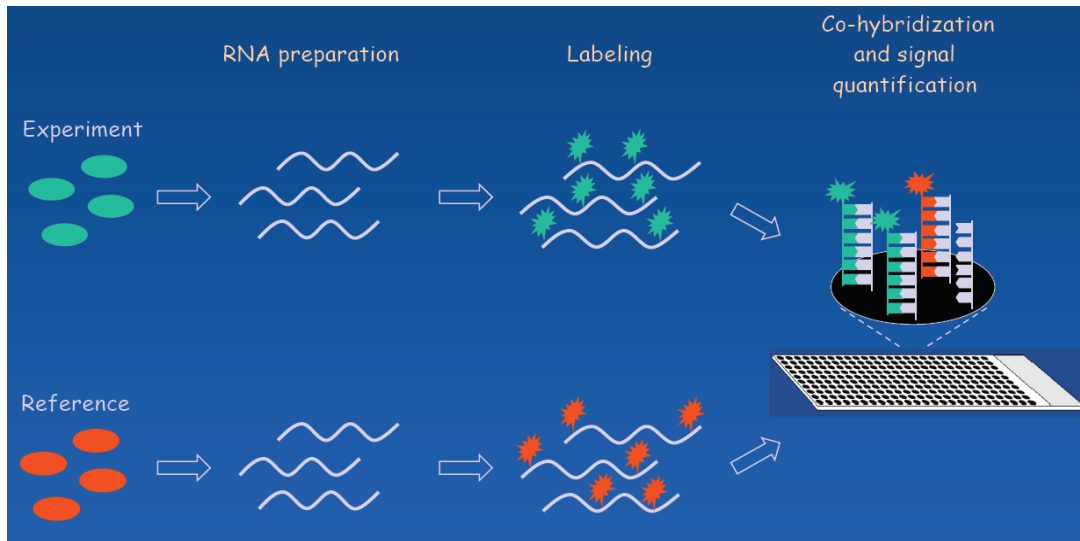 RNA preparation
Labeling
Co-hybridization
and signal
quantification
Experiment
Reference